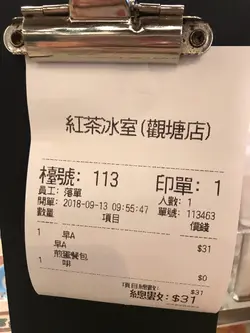 紅茶冰室(觀塘店)
檯號: 113 印單: 1
員工: 落單 人數: 1
開單: 2018-09-13 09:55:47 單號: 113463
數量 項目 價錢
1 早A $31
早A
煎蛋餐包
1 啡 $0
項目總數:
總數: $31